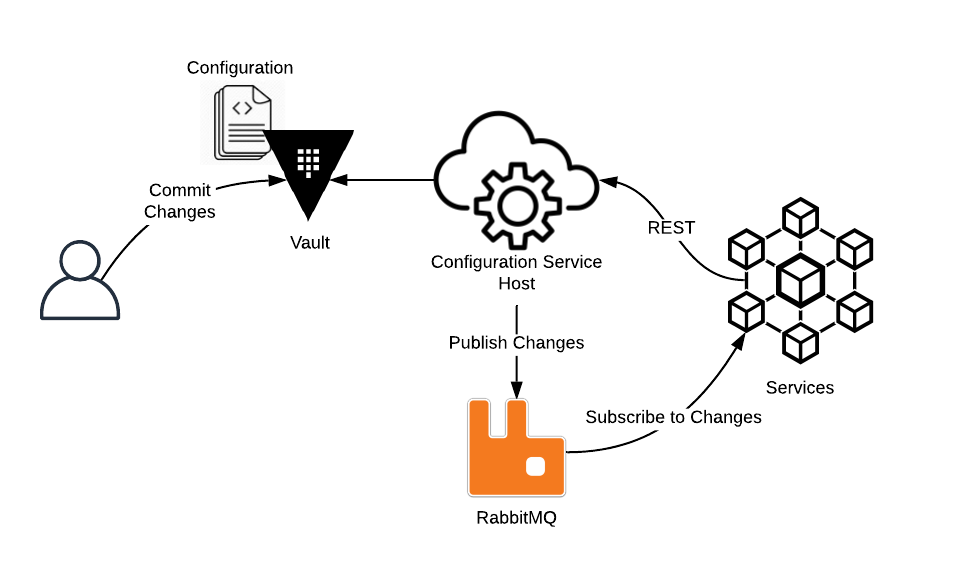 Configuration
Commit
Changes
Vault
Configuration Service
Host
REST
Publish Changes
Services
Subscribe to Changes
RabbitMQ